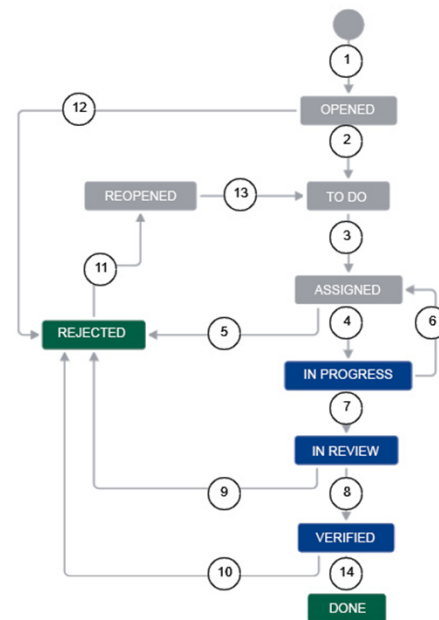 1
12
OPENED
2
REOPENED
13
TO DO
3
11
ASSIGNED
REJECTED
5
4
6
IN PROGRESS
7
IN REVIEW
9
8
VERIFIED
10
14
DONE